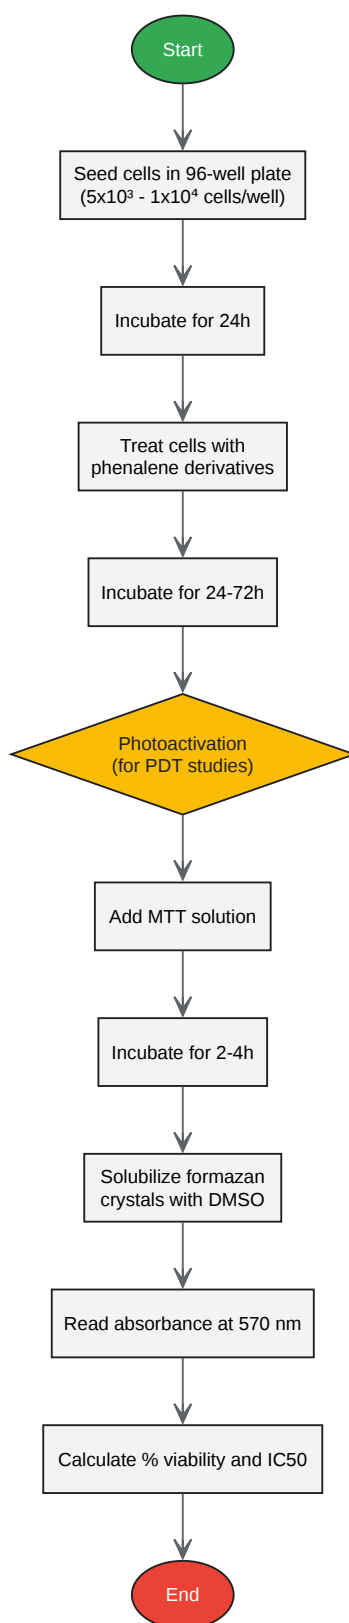 Start
Seed cells in 96-well plate
(5x10³ - 1x10⁴ cells/well)
Incubate for 24h
Treat cells with
phenalene derivatives
Incubate for 24-72h
Photoactivation
(for PDT studies)
Add MTT solution
Incubate for 2-4h
Solubilize formazan
crystals with DMSO
Read absorbance at 570 nm
Calculate % viability and IC50
End